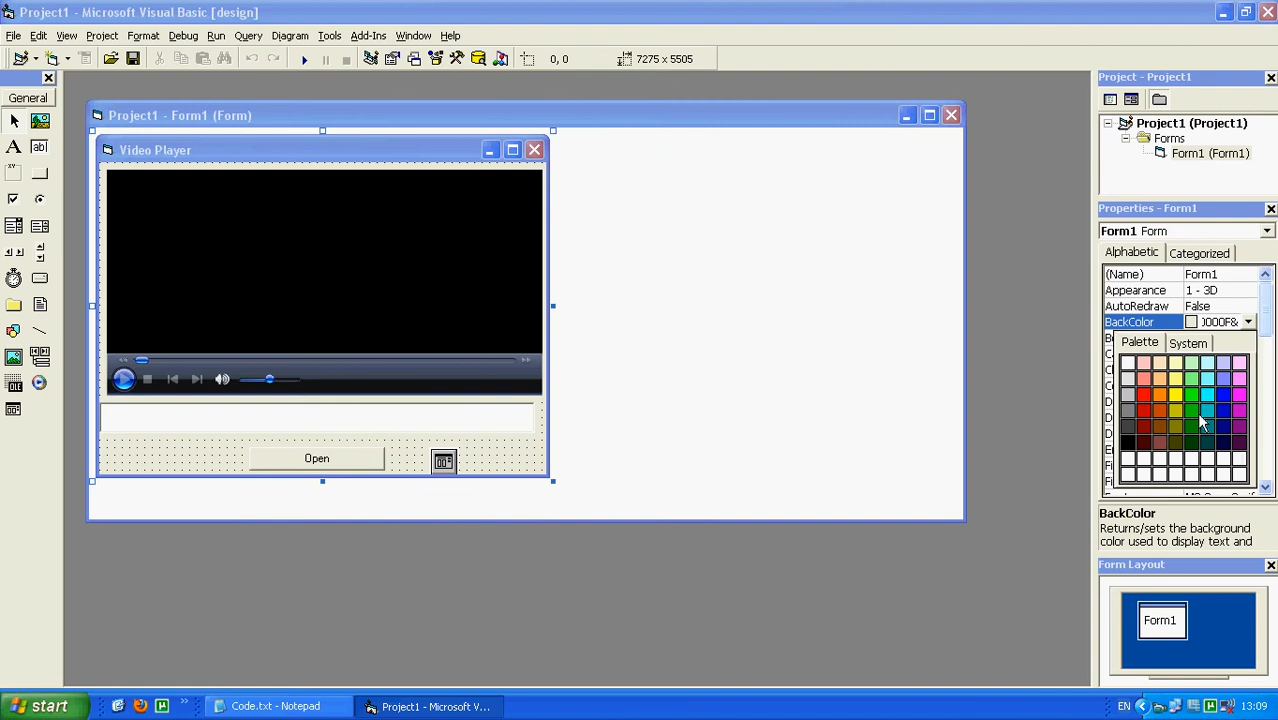 Project1 - Microsoft Visual Basic [design]
File Edit View Project Format Debug Run Query Diagram Tools Add-Ins Window Help
0, 0 7275 x 5505
General
Project1 - Form1 (Form)
Video Player
Open
Project - Project1
Project1 (Project1)
Forms
Form1 (Form1)
Properties - Form1
Form1 Form
Alphabetic Categorized
(Name) Form1
Appearance 1 - 3D
AutoRedraw False
BackColor 0000F&
Palette System
BackColor
Returns/sets the background
color used to display text and
Form Layout
Form1
start
Code.txt - Notepad
Project1 - Microsoft V...
EN 13:09